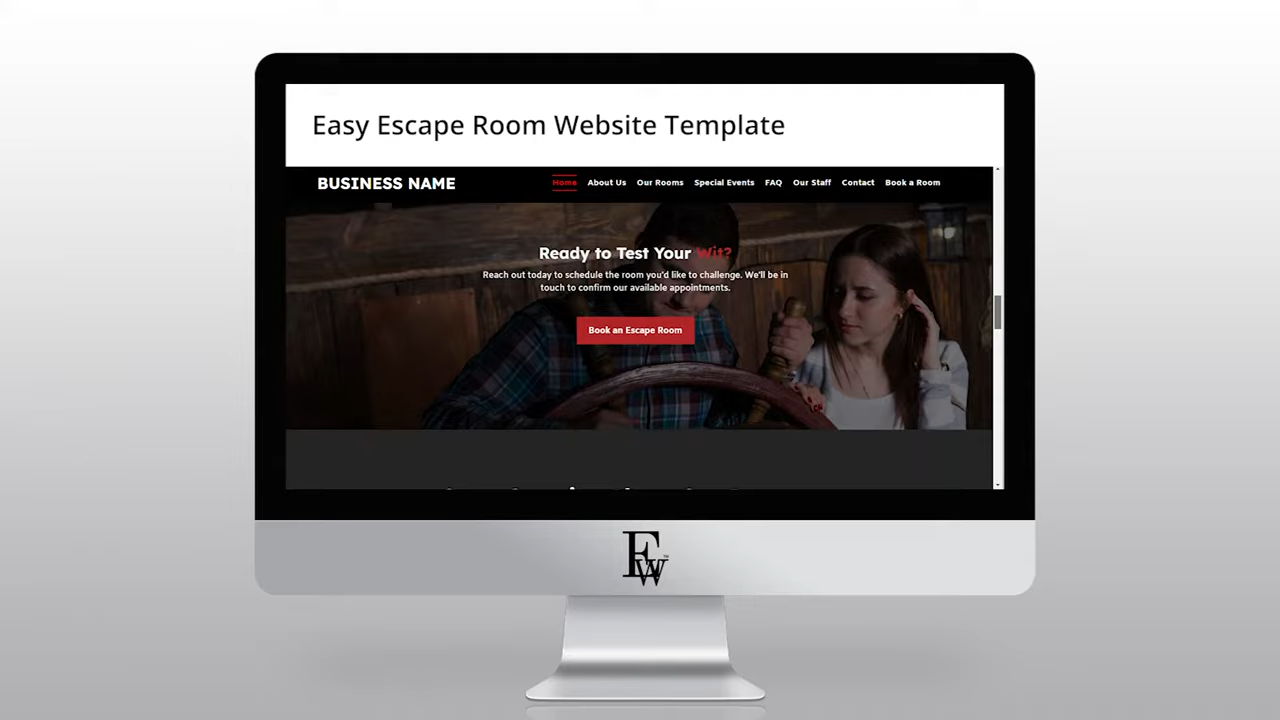 Easy Escape Room Website Template
BUSINESS NAME
Home About Us Our Rooms Special Events FAQ Our Staff Contact Book a Room
Ready to Test Your Wit?
Reach out today to schedule the room you'd like to challenge. We'll be in
touch to confirm our available appointments.
Book an Escape Room
EW™